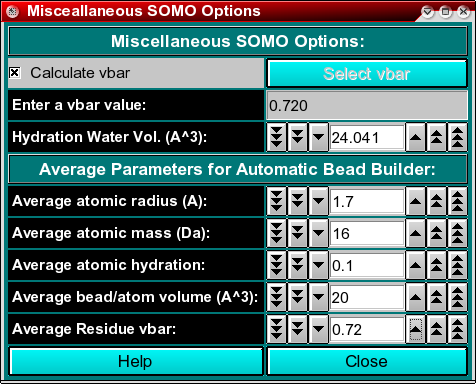 Misceallaneous SOMO Options
Miscellaneous SOMO Options:
Calculate vbar Select vbar
Enter a vbar value: 0.720
Hydration Water Vol. (A^3): 24.041
Average Parameters for Automatic Bead Builder:
Average atomic radius (A): 1.7
Average atomic mass (Da): 16
Average atomic hydration: 0.1
Average bead/atom volume (A^3): 20
Average Residue vbar: 0.72
Help Close